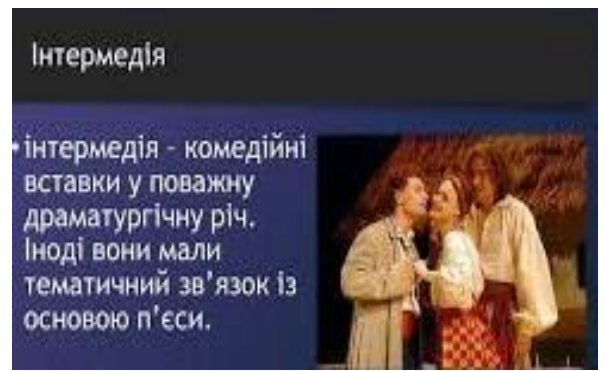 Інтермедія
• інтермедія - комедійні
вставки у поважну
драматургічну річ.
Іноді вони мали
тематичний зв’язок із
основою п’єси.